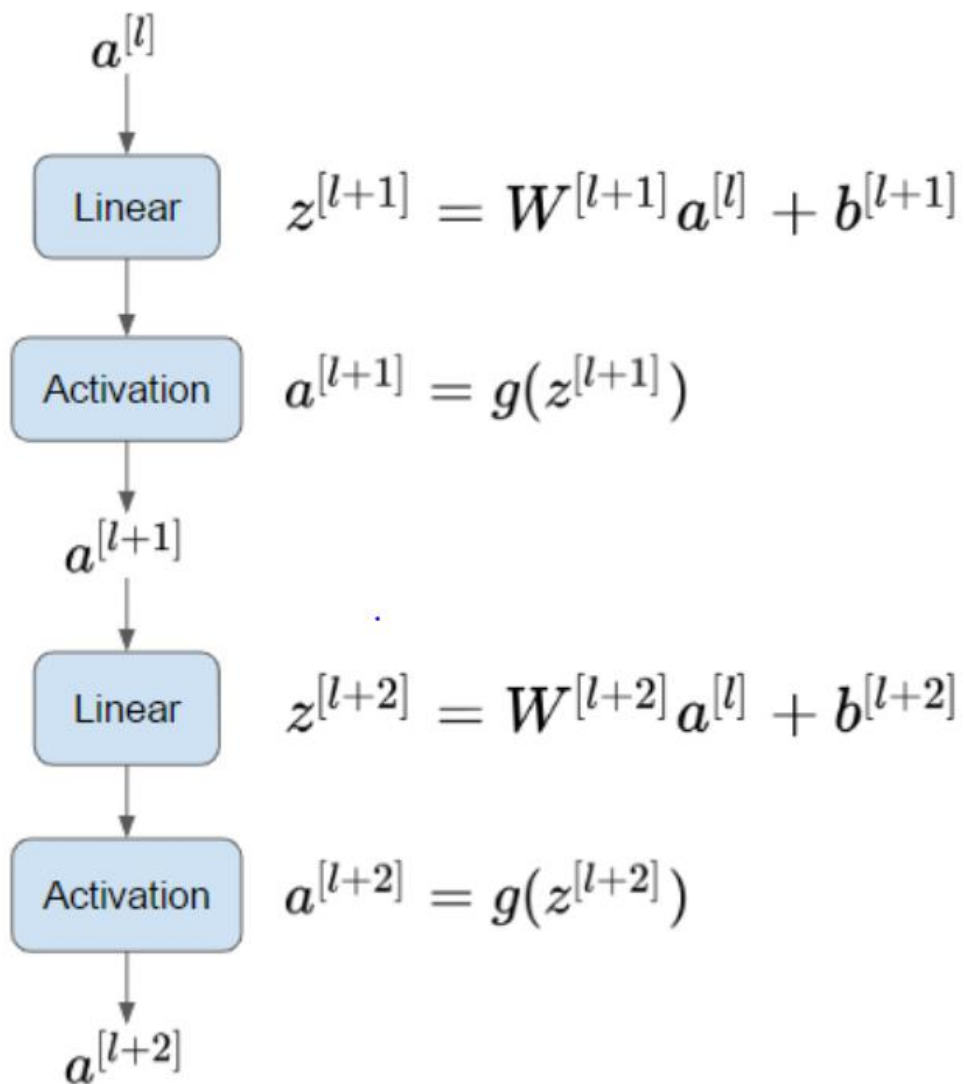 a^{[l]}
Linear z^{[l+1]} = W^{[l+1]}a^{[l]} + b^{[l+1]}
Activation a^{[l+1]} = g(z^{[l+1]})
a^{[l+1]}
Linear z^{[l+2]} = W^{[l+2]}a^{[l]} + b^{[l+2]}
Activation a^{[l+2]} = g(z^{[l+2]})
a^{[l+2]}